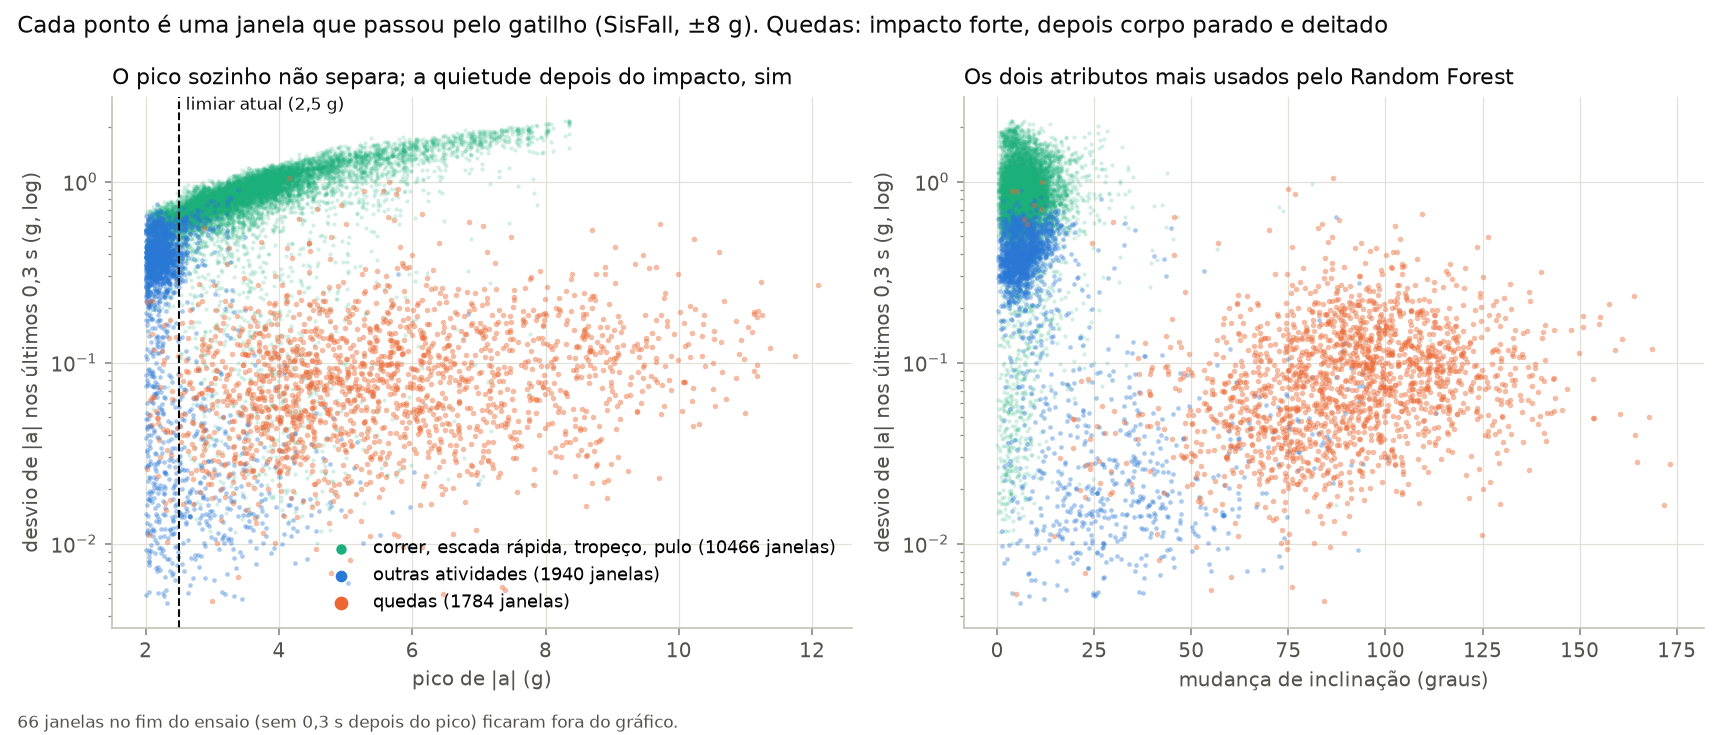 Cada ponto é uma janela que passou pelo gatilho (SisFall, ±8 g). Quedas: impacto forte, depois corpo parado e deitado
O pico sozinho não separa; a quietude depois do impacto, sim
limiar atual (2,5 g)
desvio de |a| nos últimos 0,3 s (g, log)
10⁰
10⁻¹
10⁻²
correr, escada rápida, tropeço, pulo (10466 janelas)
outras atividades (1940 janelas)
quedas (1784 janelas)
2 4 6 8 10 12
pico de |a| (g)
Os dois atributos mais usados pelo Random Forest
desvio de |a| nos últimos 0,3 s (g, log)
10⁰
10⁻¹
10⁻²
0 25 50 75 100 125 150 175
mudança de inclinação (graus)
66 janelas no fim do ensaio (sem 0,3 s depois do pico) ficaram fora do gráfico.